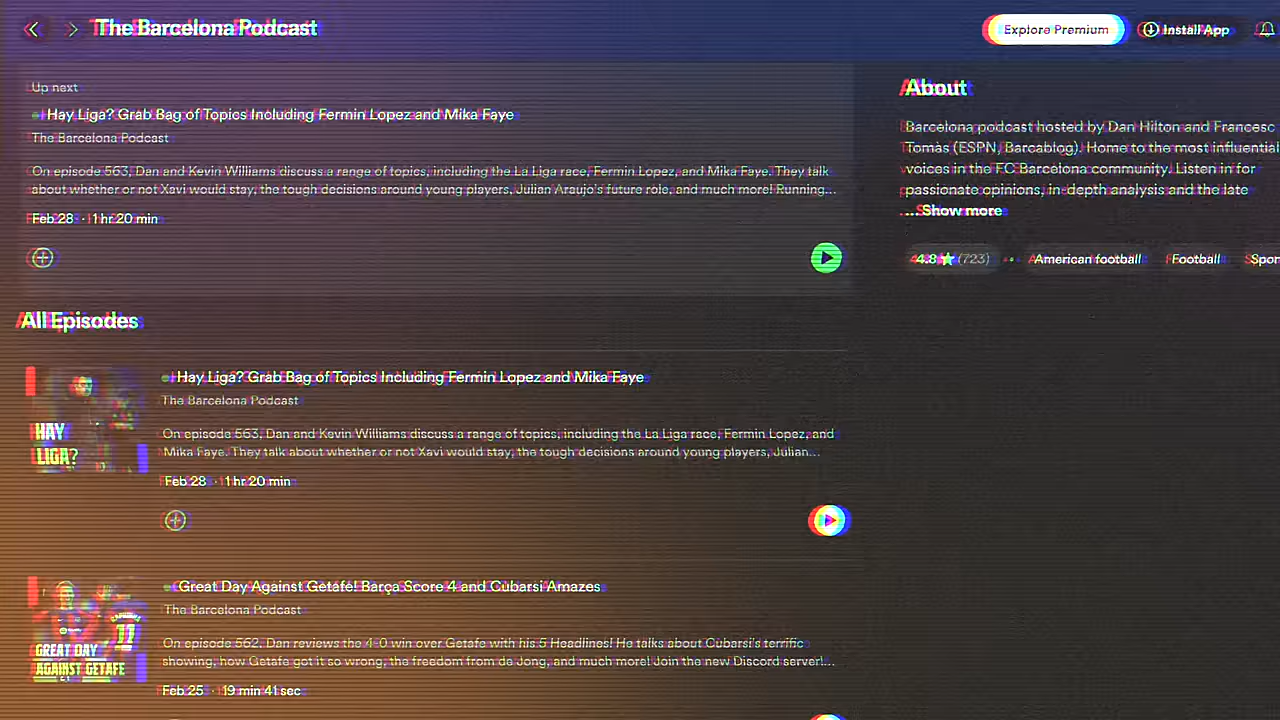 The Barcelona Podcast
Explore Premium
Install App
Up next
Hay Liga? Grab Bag of Topics Including Fermin Lopez and Mika Faye
The Barcelona Podcast
On episode 563, Dan and Kevin Williams discuss a range of topics, including the La Liga race, Fermin Lopez, and Mika Faye. They talk
about whether or not Xavi would stay, the tough decisions around young players, Julian Araujo's future role, and much more! Running...
Feb 28 · 1 hr 20 min
About
Barcelona podcast hosted by Dan Hilton and Francesc
Tomàs (ESPN, Barcablog). Home to the most influential
voices in the FC Barcelona community. Listen in for
passionate opinions, in-depth analysis and the late
... Show more
4.8 ★ (723)
American football
Football
Spor
All Episodes
HAY
LIGA?
Hay Liga? Grab Bag of Topics Including Fermin Lopez and Mika Faye
The Barcelona Podcast
On episode 563, Dan and Kevin Williams discuss a range of topics, including the La Liga race, Fermin Lopez, and
Mika Faye. They talk about whether or not Xavi would stay, the tough decisions around young players, Julian...
Feb 28 · 1 hr 20 min
11
GREAT DAY
AGAINST GETAFE
Great Day Against Getafe! Barça Score 4 and Cubarsi Amazes
The Barcelona Podcast
On episode 562, Dan reviews the 4-0 win over Getafe with his 5 Headlines! He talks about Cubarsi's terrific
showing, how Getafe got it so wrong, the freedom from de Jong, and much more! Join the new Discord server!...
Feb 25 · 19 min 41 sec